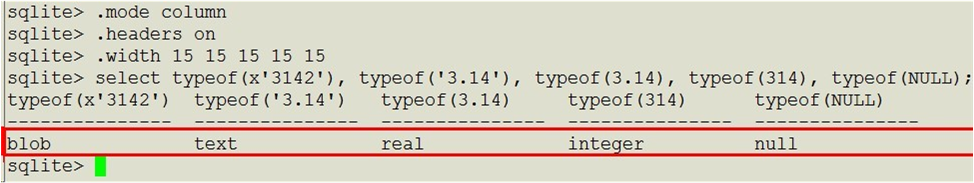 sqlite> .mode column
sqlite> .headers on
sqlite> .width 15 15 15 15 15
sqlite> select typeof(x'3142'), typeof('3.14'), typeof(3.14), typeof(314), typeof(NULL);
typeof(x'3142')  typeof('3.14')   typeof(3.14)     typeof(314)      typeof(NULL)
---------------  ---------------  ---------------  ---------------  ---------------
blob             text             real             integer          null
sqlite>